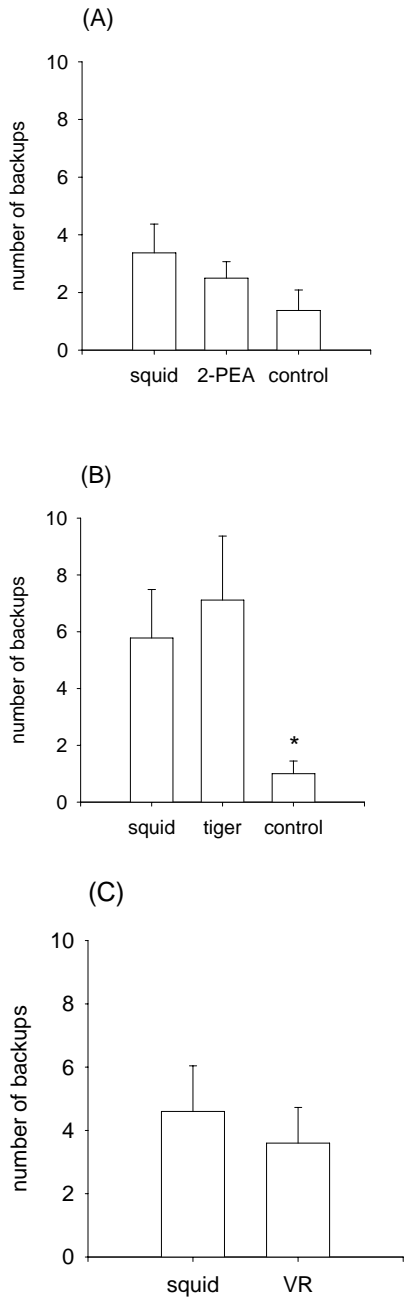 (A)
number of backups
10
8
6
4
2
0
squid 2-PEA control
(B)
number of backups
10
8
6
4
2
0
*
squid tiger control
(C)
number of backups
10
8
6
4
2
0
squid VR